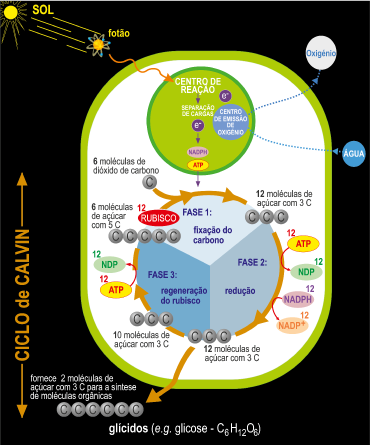 SOL
fotão
Oxigénio
CENTRO DE
REAÇÃO
e-
SEPARAÇÃO
DE CARGAS
CENTRO
DE EMISSÃO
DE
OXIGÉNIO
e-
NADPH
ATP
ÁGUA
6 moléculas de
dióxido de carbono
C
6 moléculas
de açúcar
com 5 C
12
RUBISCO
C C C C C
FASE 1:
fixação do
carbono
12 moléculas de
açúcar com 3 C
C C C
12
ATP
12
NDP
12
NADPH
12
NADP+
FASE 2:
redução
FASE 3:
regeneração
do rubisco
12
NDP
12
ATP
C C C
10 moléculas
de açúcar com 3 C
C C C
12 moléculas
de açúcar com 3 C
CICLO de CALVIN
fornece 2 moléculas de
açúcar com 3 C para a síntese
de moléculas orgânicas
C C C C C C
glícidos (e.g. glicose - C6H12O6)